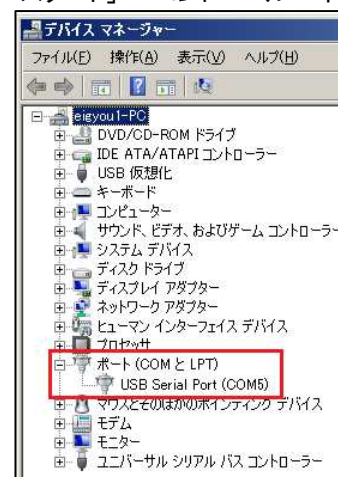 デバイス マネージャー
ファイル(F) 操作(A) 表示(V) ヘルプ(H)
eigyou1-PC
DVD/CD-ROM ドライブ
IDE ATA/ATAPI コントローラー
USB 仮想化
キーボード
コンピューター
サウンド、ビデオ、およびゲーム コントローラー
システム デバイス
ディスク ドライブ
ディスプレイ アダプター
ネットワーク アダプター
ヒューマン インターフェイス デバイス
プロセッサ
ポート (COM と LPT)
USB Serial Port (COM5)
マウスとそのほかのポインティング デバイス
モデム
モニター
ユニバーサル シリアル バス コントローラー